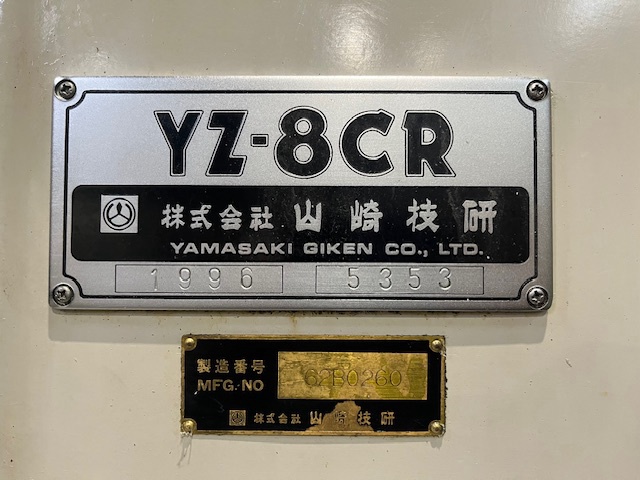 YZ-8CR
株式会社 山崎技研
YAMASAKI GIKEN CO., LTD.
1996 5353
製造番号
MFG.NO 62B0260
株式会社 山崎技研